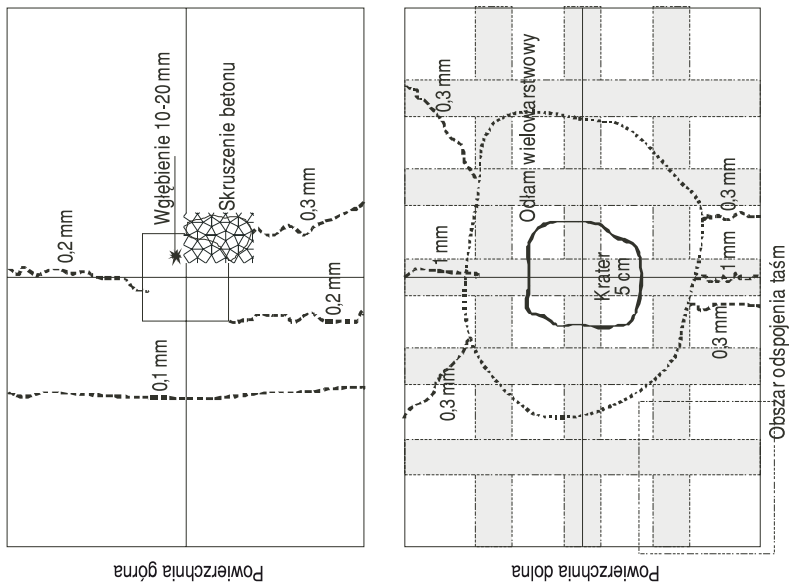 0,2 mm
Wgłębienie 10-20 mm
Skruszenie betonu
0,3 mm
0,2 mm
0,1 mm
Powierzchnia górna
0,3 mm
Odłam wielowarstwowy
1 mm
0,3 mm
Krater
5 cm
0,3 mm
1 mm
0,3 mm
Obszar odspojenia taśm
Powierzchnia dolna